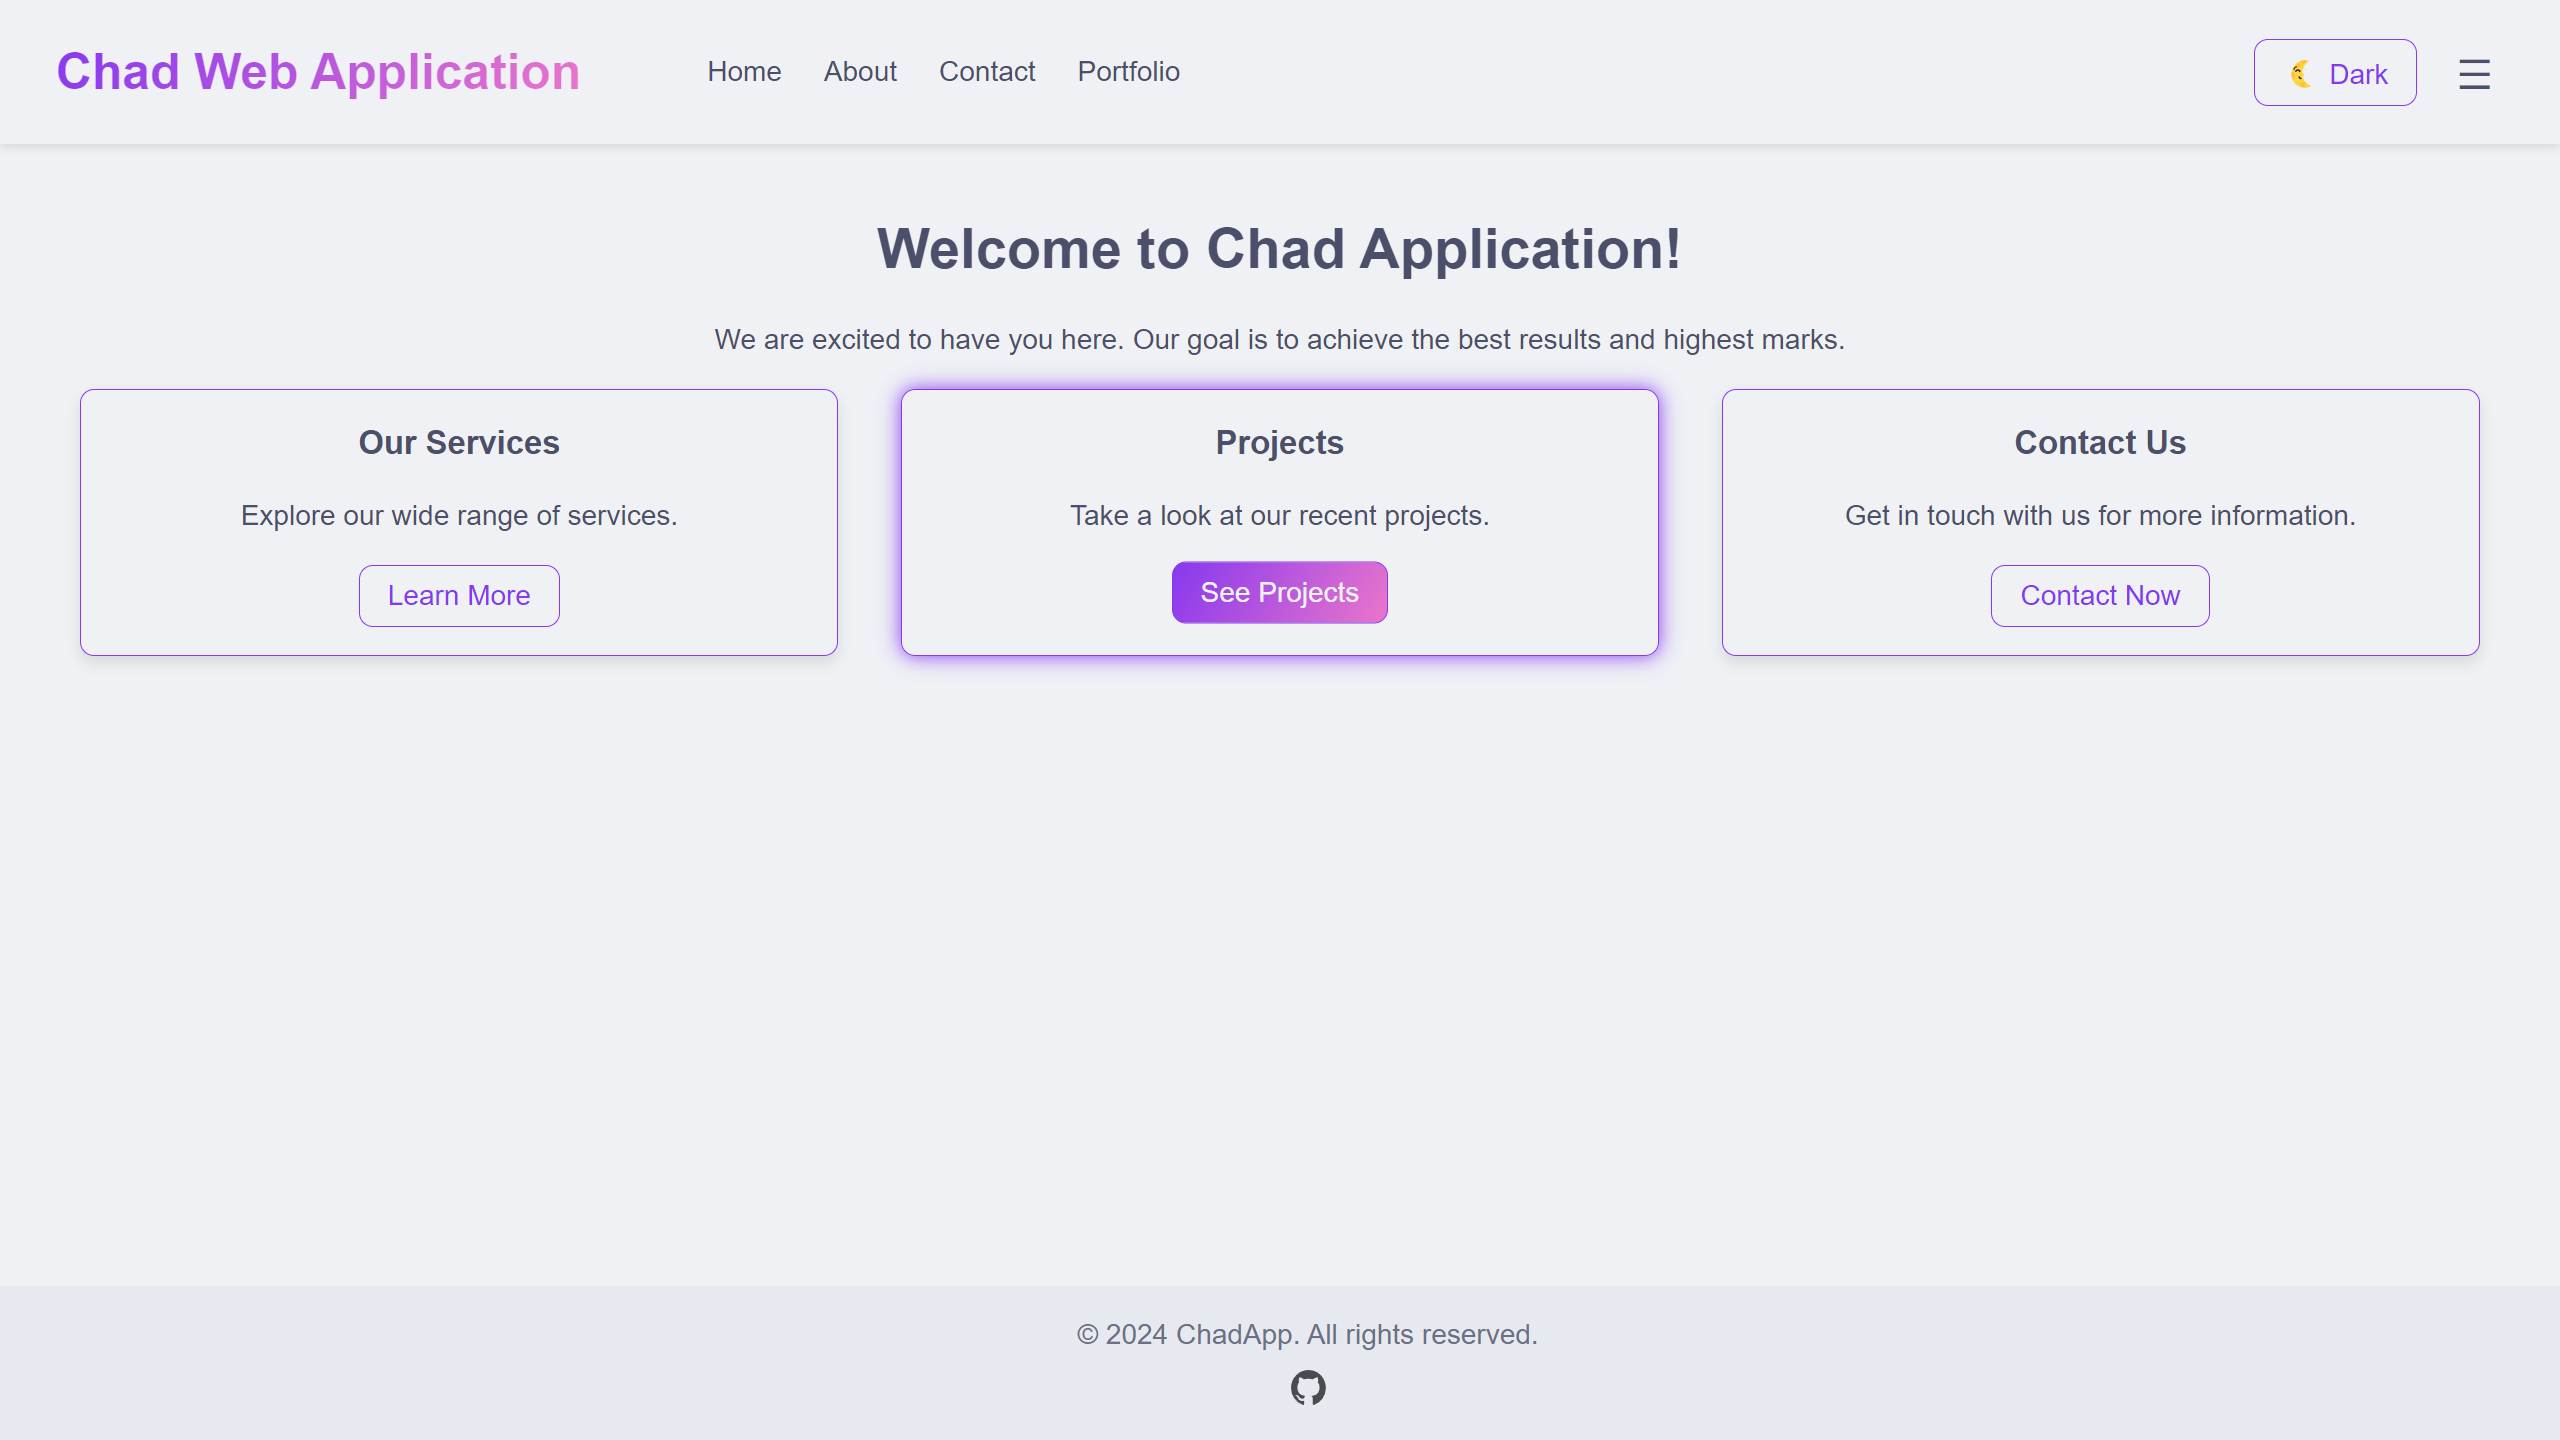 Chad Web Application
Home
About
Contact
Portfolio
Dark
Welcome to Chad Application!
We are excited to have you here. Our goal is to achieve the best results and highest marks.
Our Services
Explore our wide range of services.
Learn More
Projects
Take a look at our recent projects.
See Projects
Contact Us
Get in touch with us for more information.
Contact Now
© 2024 ChadApp. All rights reserved.